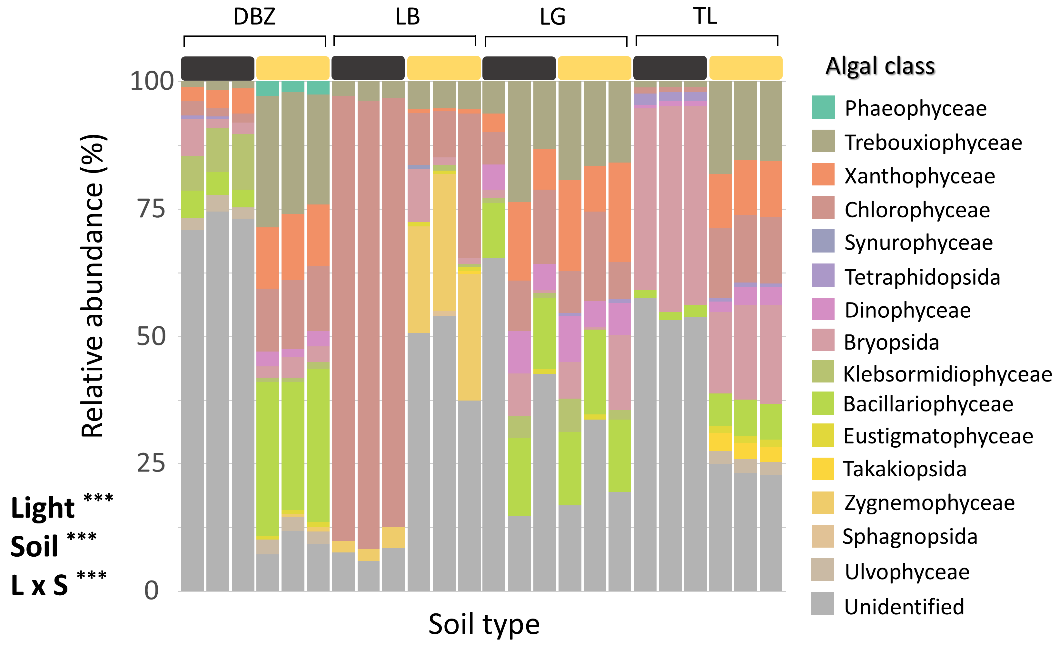 DBZ LB LG TL
100
75
50
25
0
Relative abundance (%)
Soil type
Light ***
Soil ***
L x S ***
Algal class
Phaeophyceae
Trebouxiophyceae
Xanthophyceae
Chlorophyceae
Synurophyceae
Tetraphidopsida
Dinophyceae
Bryopsida
Klebsormidiophyceae
Bacillariophyceae
Eustigmatophyceae
Takakiopsida
Zygnemophyceae
Sphagnopsida
Ulvophyceae
Unidentified